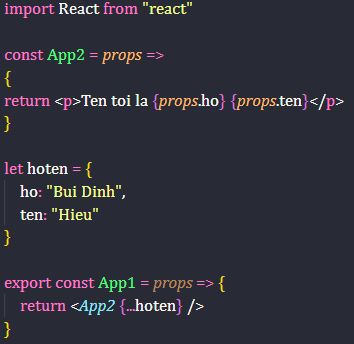 import React from "react"
const App2 = props =>
{
return <p>Ten toi la {props.ho} {props.ten}</p>
}
let hoten = {
ho: "Bui Dinh",
ten: "Hieu"
}
export const App1 = props => {
return <App2 {...hoten} />
}